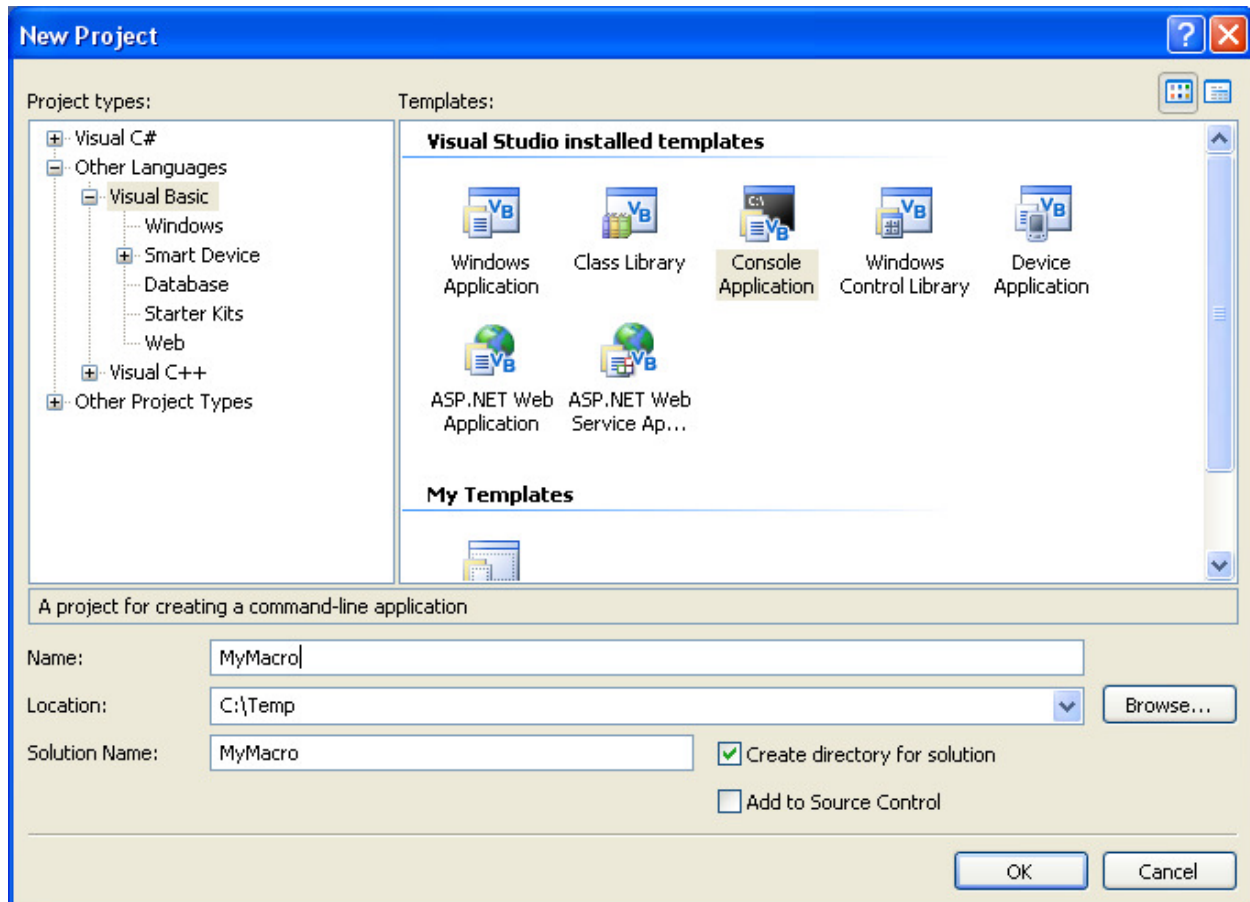 New Project
Project types:
Templates:
Visual C#
Other Languages
Visual Basic
Windows
Smart Device
Database
Starter Kits
Web
Visual C++
Other Project Types
Visual Studio installed templates
Windows Application
Class Library
Console Application
Windows Control Library
Device Application
ASP.NET Web Application
ASP.NET Web Service Ap...
My Templates
A project for creating a command-line application
Name: MyMacro
Location: C:\Temp Browse...
Solution Name: MyMacro Create directory for solution
Add to Source Control
OK Cancel